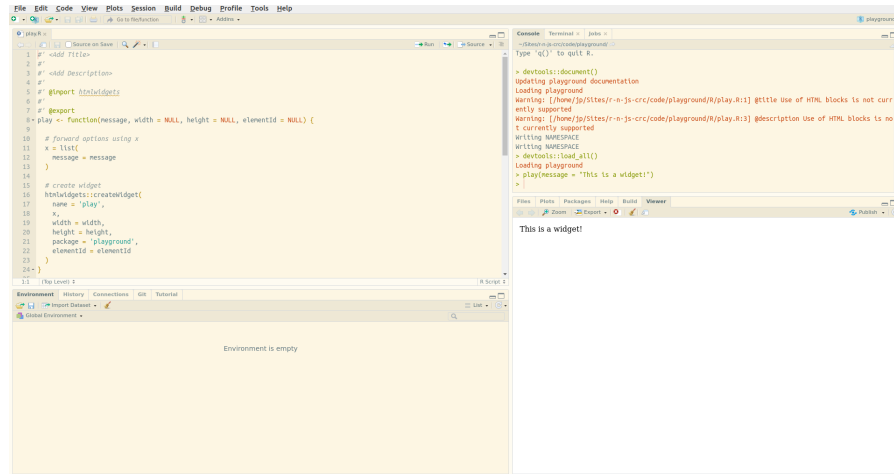 File Edit Code View Plots Session Build Debug Profile Tools Help
Go to file/function
Addins
playground
play.R
Source on Save
Run
Source
1 #' <Add Title>
2 #'
3 #' <Add Description>
4 #'
5 #' @import htmlwidgets
6 #'
7 #' @export
8 play <- function(message, width = NULL, height = NULL, elementId = NULL) {
9
10 # forward options using x
11 x = list(
12 message = message
13 )
14
15 # create widget
16 htmlwidgets::createWidget(
17 name = 'play',
18 x,
19 width = width,
20 height = height,
21 package = 'playground',
22 elementId = elementId
23 )
24 }
1:1 (Top Level) R Script
Environment History Connections Git Tutorial
Import Dataset
List
Global Environment
Environment is empty
Console Terminal Jobs
~/Sites/r-n-js-crc/code/playground/
Type 'q()' to quit R.
> devtools::document()
Updating playground documentation
Loading playground
Warning: [/home/jp/Sites/r-n-js-crc/code/playground/R/play.R:1] @title Use of HTML blocks is not curr
ently supported
Warning: [/home/jp/Sites/r-n-js-crc/code/playground/R/play.R:3] @description Use of HTML blocks is no
t currently supported
Writing NAMESPACE
Writing NAMESPACE
> devtools::load_all()
Loading playground
> play(message = "This is a widget!")
>
Files Plots Packages Help Build Viewer
Zoom Export
Publish
This is a widget!